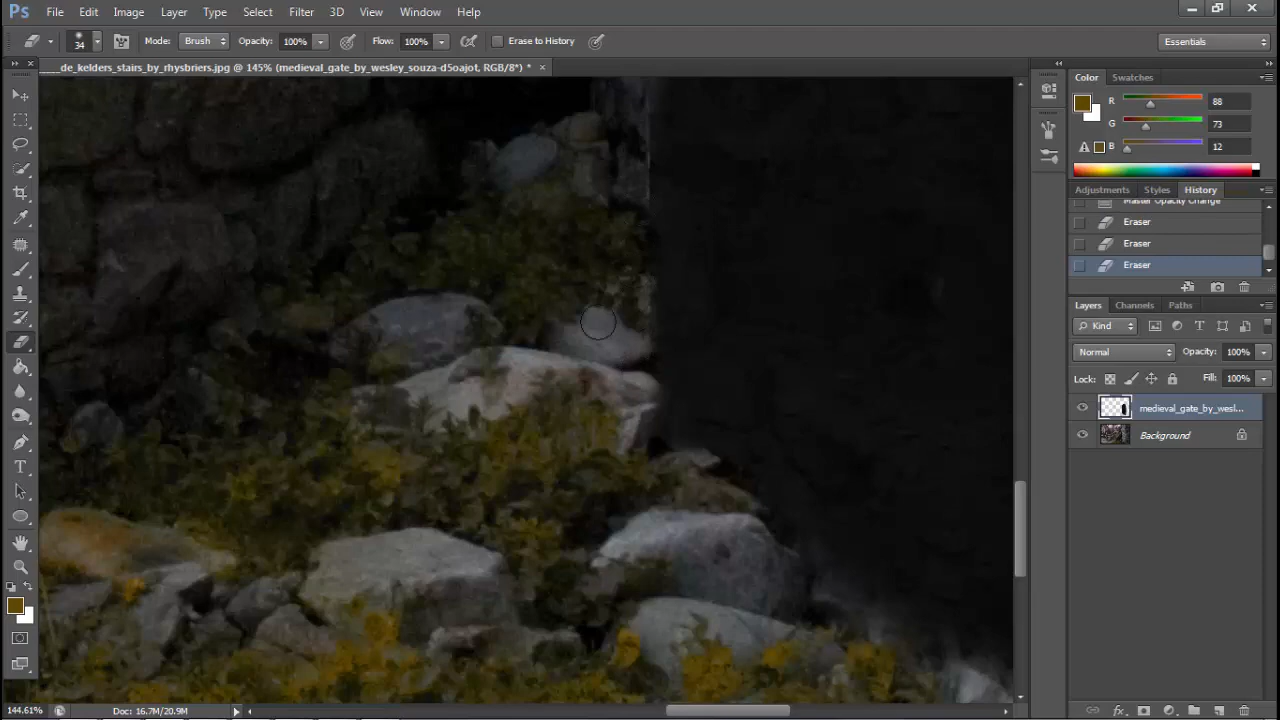 Ps File Edit Image Layer Type Select Filter 3D View Window Help
34 Mode: Brush Opacity: 100% Flow: 100% Erase to History Essentials
de_kelders_stairs_by_rhysbriers.jpg @ 145% (medieval_gate_by_wesley_souza-d5oajot, RGB/8*) *
Color Swatches
R 88
G 73
B 12
Adjustments Styles History
Master Opacity Change
Eraser
Eraser
Eraser
Layers Channels Paths
Kind
Normal Opacity: 100%
Lock: Fill: 100%
medieval_gate_by_wesl...
Background
144.61% Doc: 16.7M/20.9M